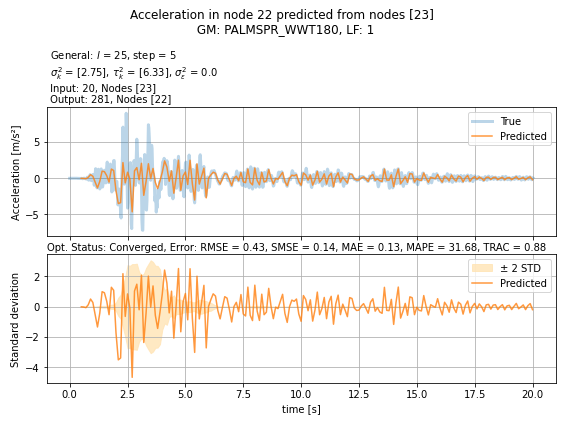 Acceleration in node 22 predicted from nodes [23]
GM: PALMSPR_WWT180, LF: 1
General: l = 25, step = 5
σ²ₖ = [2.75], τ²ₖ = [6.33], σ²ε = 0.0
Input: 20, Nodes [23]
Output: 281, Nodes [22]
True
Predicted
Acceleration [m/s²]
5
0
−5
Opt. Status: Converged, Error: RMSE = 0.43, SMSE = 0.14, MAE = 0.13, MAPE = 31.68, TRAC = 0.88
± 2 STD
Predicted
Standard deviation
2
0
−2
−4
0.0 2.5 5.0 7.5 10.0 12.5 15.0 17.5 20.0
time [s]